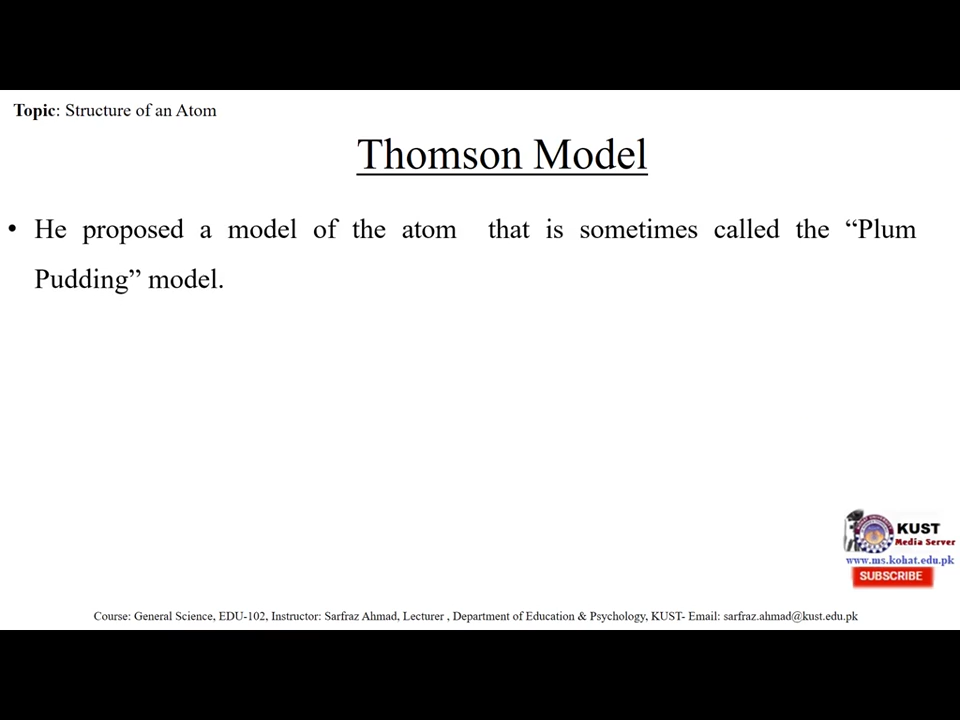 Topic: Structure of an Atom
Thomson Model
• He proposed a model of the atom that is sometimes called the “Plum
Pudding” model.
KUST
Media Server
www.ms.kohat.edu.pk
SUBSCRIBE
Course: General Science, EDU-102, Instructor: Sarfraz Ahmad, Lecturer , Department of Education & Psychology, KUST- Email: sarfraz.ahmad@kust.edu.pk